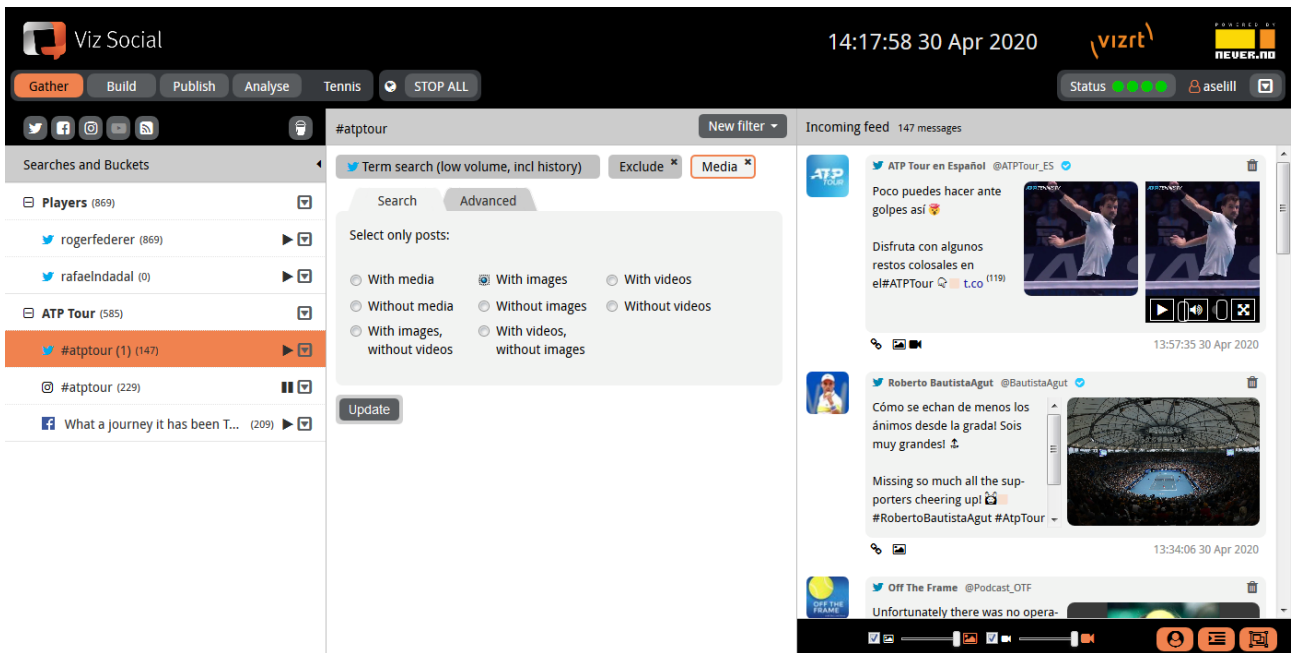 Viz Social
14:17:58 30 Apr 2020
vizrt
POWERED BY
NEVER.NO
Gather Build Publish Analyse Tennis STOP ALL
Status aselill
Searches and Buckets
Players (869)
rogerfederer (869)
rafaelndadal (0)
ATP Tour (585)
#atptour (1) (147)
#atptour (229)
What a journey it has been T... (209)
#atptour New filter
Term search (low volume, incl history) Exclude × Media ×
Search Advanced
Select only posts:
With media With images With videos
Without media Without images Without videos
With images, without videos
With videos, without images
Update
Incoming feed 147 messages
ATP TOUR
ATP Tour en Español @ATPTour_ES
Poco puedes hacer ante
golpes así
Disfruta con algunos
restos colosales en
el#ATPTour t.co (119)
13:57:35 30 Apr 2020
Roberto BautistaAgut @BautistaAgut
Cómo se echan de menos los
ánimos desde la grada! Sois
muy grandes!
Missing so much all the sup-
porters cheering up!
#RobertoBautistaAgut #AtpTour
13:34:06 30 Apr 2020
OFF THE
FRAME
Off The Frame @Podcast_OTF
Unfortunately there was no opera-